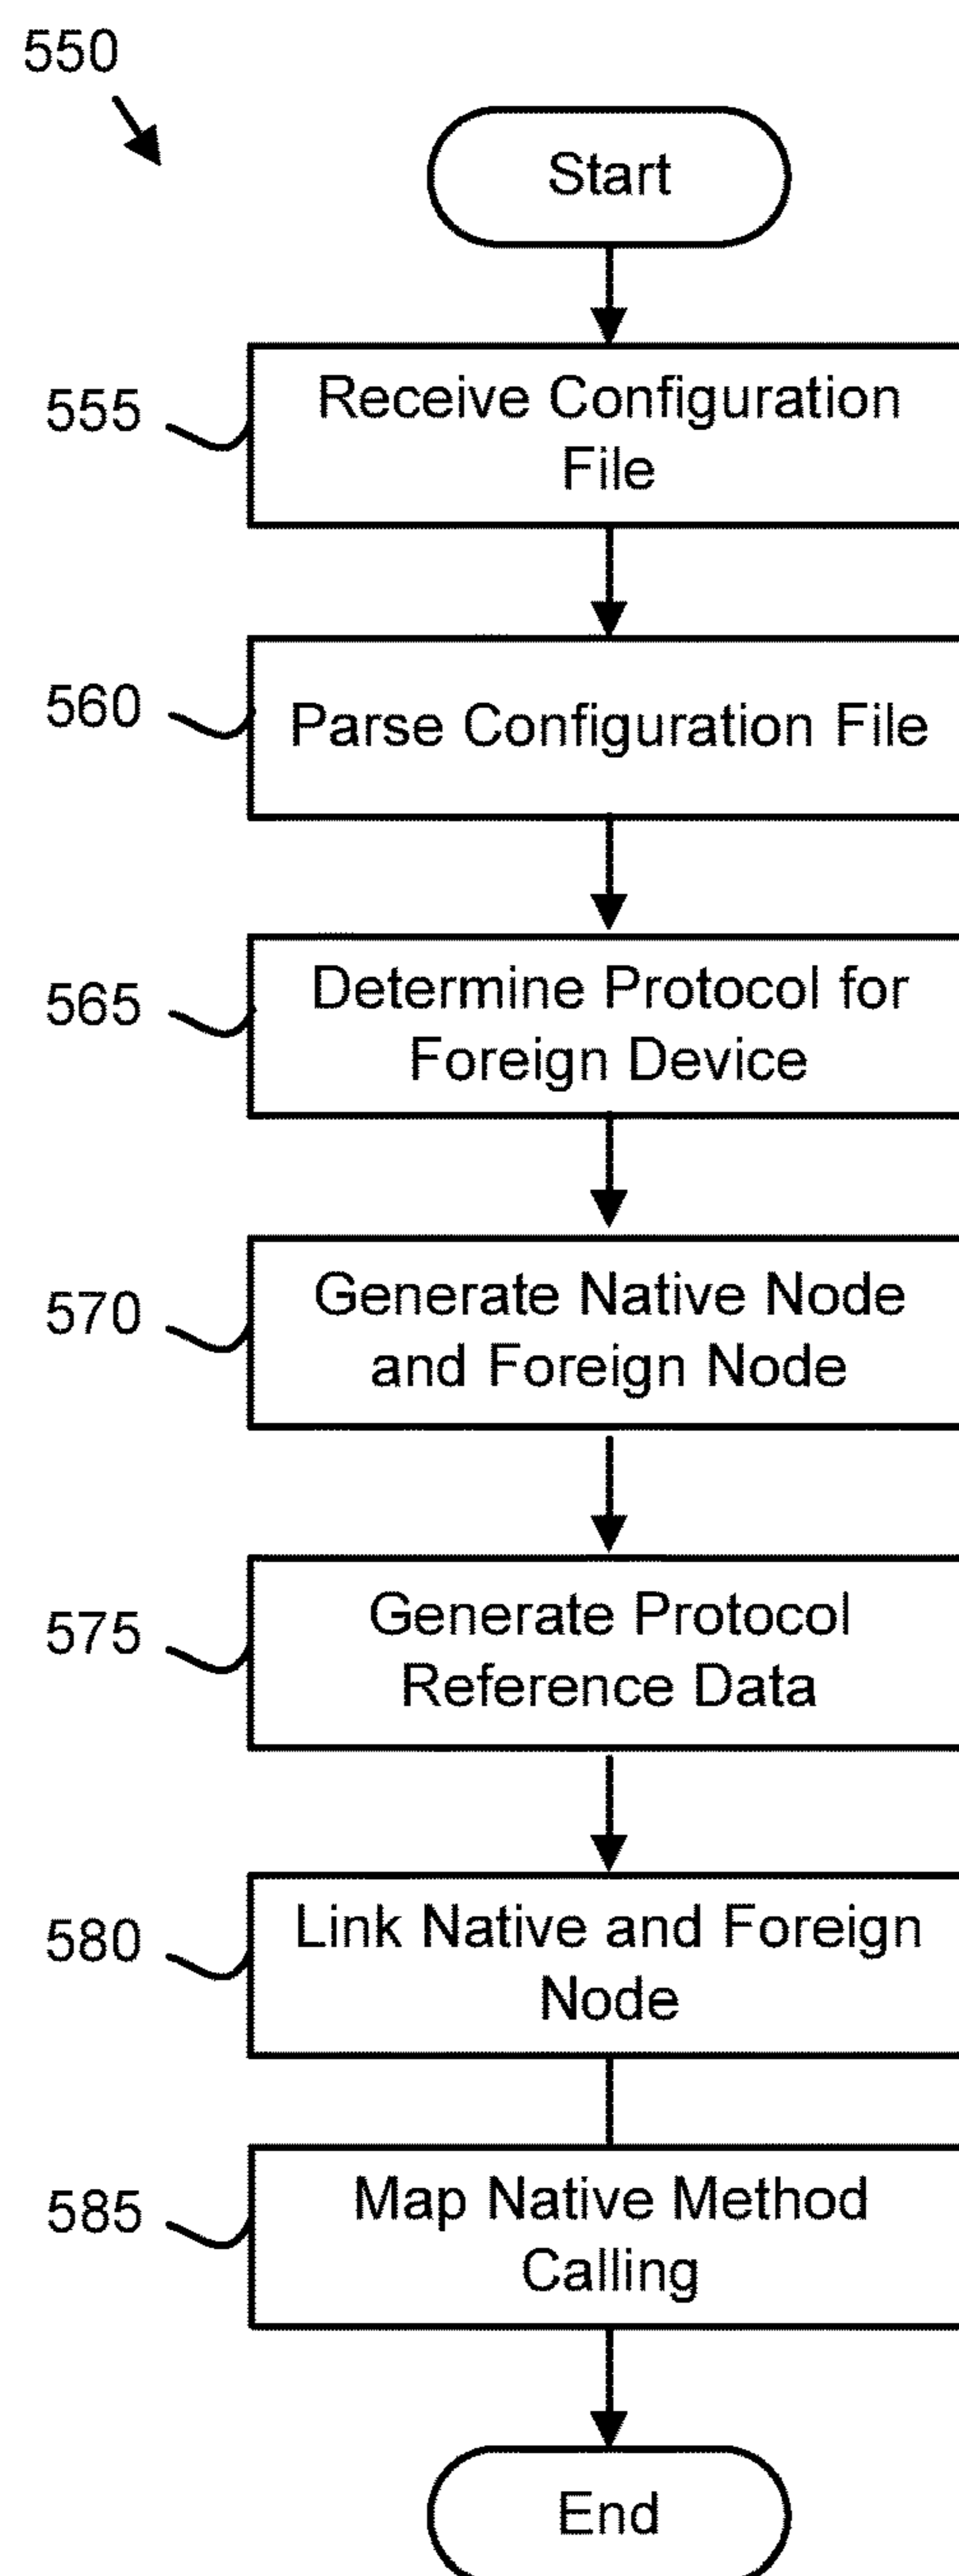 550
Start
555
Receive Configuration
File
560
Parse Configuration File
565
Determine Protocol for
Foreign Device
570
Generate Native Node
and Foreign Node
575
Generate Protocol
Reference Data
580
Link Native and Foreign
Node
585
Map Native Method
Calling
End